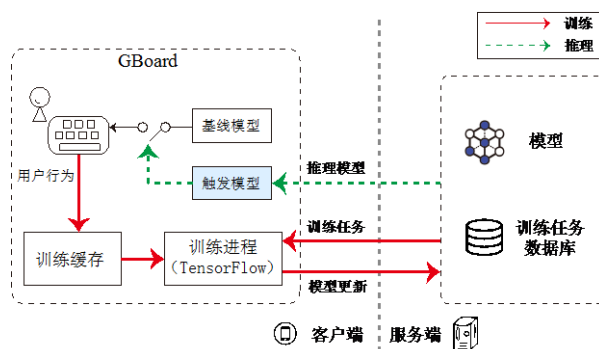 训练
推理
GBoard
基线模型
用户行为
触发模型
推理模型
模型
训练任务
训练任务
数据库
训练缓存
训练进程
（TensorFlow）
模型更新
客户端
服务端